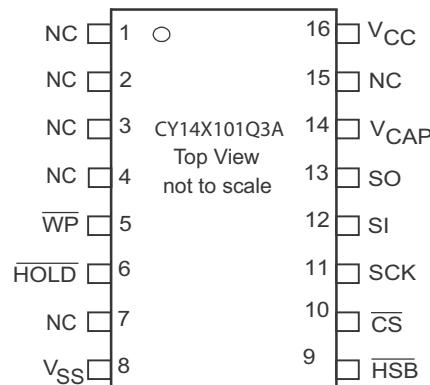 NC 1 16 VCC
NC 2 15 NC
NC 3 CY14X101Q3A 14 VCAP
Top View
NC 4 not to scale 13 SO
WP 5 12 SI
HOLD 6 11 SCK
NC 7 10 CS
VSS 8 9 HSB